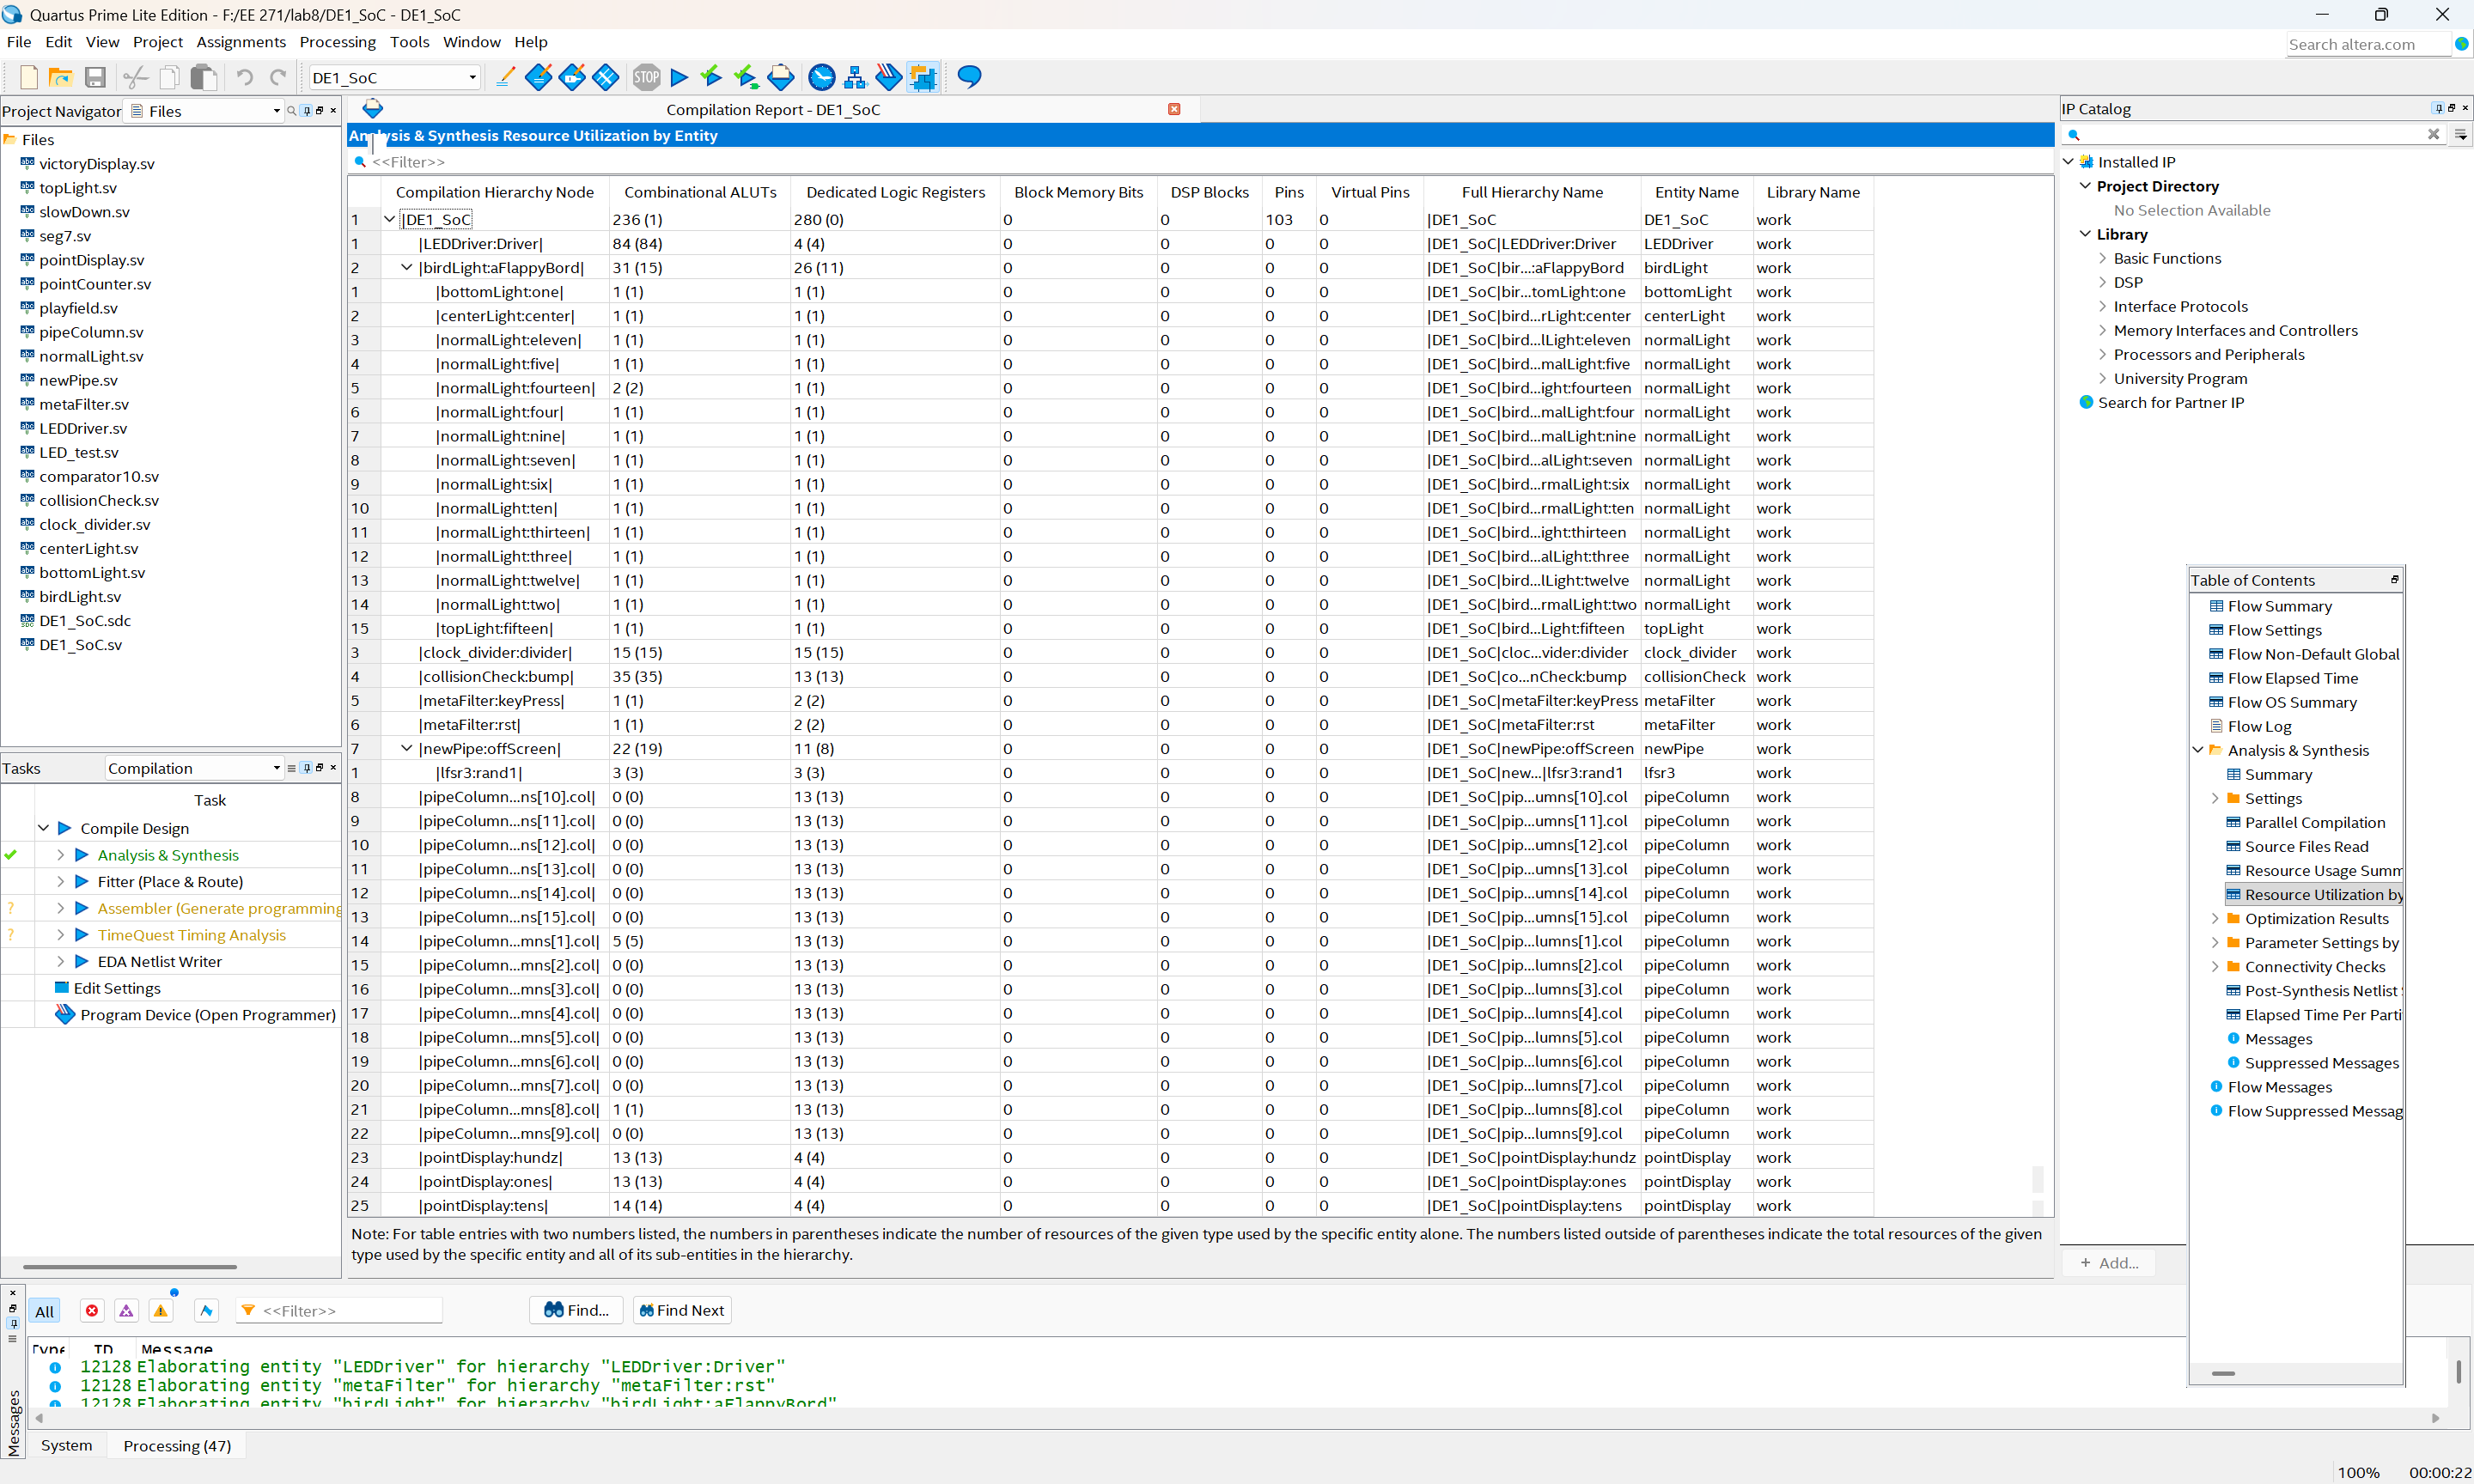 Quartus Prime Lite Edition - F:/EE 271/lab8/DE1_SoC - DE1_SoC
File Edit View Project Assignments Processing Tools Window Help
Search altera.com
DE1_SoC
STOP
Project Navigator Files
Files
victoryDisplay.sv
topLight.sv
slowDown.sv
seg7.sv
pointDisplay.sv
pointCounter.sv
playfield.sv
pipeColumn.sv
normalLight.sv
newPipe.sv
metaFilter.sv
LEDDriver.sv
LED_test.sv
comparator10.sv
collisionCheck.sv
clock_divider.sv
centerLight.sv
bottomLight.sv
birdLight.sv
DE1_SoC.sdc
DE1_SoC.sv
Tasks Compilation
Task
Compile Design
Analysis & Synthesis
Fitter (Place & Route)
? Assembler (Generate programming
? TimeQuest Timing Analysis
EDA Netlist Writer
Edit Settings
Program Device (Open Programmer)
Compilation Report - DE1_SoC
Analysis & Synthesis Resource Utilization by Entity
<<Filter>>
Compilation Hierarchy Node Combinational ALUTs Dedicated Logic Registers Block Memory Bits DSP Blocks Pins Virtual Pins Full Hierarchy Name Entity Name Library Name
1 |DE1_SoC 236 (1) 280 (0) 0 0 103 0 |DE1_SoC DE1_SoC work
1 |LEDDriver:Driver| 84 (84) 4 (4) 0 0 0 0 |DE1_SoC|LEDDriver:Driver LEDDriver work
2 |birdLight:aFlappyBord| 31 (15) 26 (11) 0 0 0 0 |DE1_SoC|bir...:aFlappyBord birdLight work
1 |bottomLight:one| 1 (1) 1 (1) 0 0 0 0 |DE1_SoC|bir...tomLight:one bottomLight work
2 |centerLight:center| 1 (1) 1 (1) 0 0 0 0 |DE1_SoC|bird...rLight:center centerLight work
3 |normalLight:eleven| 1 (1) 1 (1) 0 0 0 0 |DE1_SoC|bird...lLight:eleven normalLight work
4 |normalLight:five| 1 (1) 1 (1) 0 0 0 0 |DE1_SoC|bird...malLight:five normalLight work
5 |normalLight:fourteen| 2 (2) 1 (1) 0 0 0 0 |DE1_SoC|bird...ight:fourteen normalLight work
6 |normalLight:four| 1 (1) 1 (1) 0 0 0 0 |DE1_SoC|bird...malLight:four normalLight work
7 |normalLight:nine| 1 (1) 1 (1) 0 0 0 0 |DE1_SoC|bird...malLight:nine normalLight work
8 |normalLight:seven| 1 (1) 1 (1) 0 0 0 0 |DE1_SoC|bird...alLight:seven normalLight work
9 |normalLight:six| 1 (1) 1 (1) 0 0 0 0 |DE1_SoC|bird...rmalLight:six normalLight work
10 |normalLight:ten| 1 (1) 1 (1) 0 0 0 0 |DE1_SoC|bird...rmalLight:ten normalLight work
11 |normalLight:thirteen| 1 (1) 1 (1) 0 0 0 0 |DE1_SoC|bird...ight:thirteen normalLight work
12 |normalLight:three| 1 (1) 1 (1) 0 0 0 0 |DE1_SoC|bird...alLight:three normalLight work
13 |normalLight:twelve| 1 (1) 1 (1) 0 0 0 0 |DE1_SoC|bird...lLight:twelve normalLight work
14 |normalLight:two| 1 (1) 1 (1) 0 0 0 0 |DE1_SoC|bird...rmalLight:two normalLight work
15 |topLight:fifteen| 1 (1) 1 (1) 0 0 0 0 |DE1_SoC|bird...Light:fifteen topLight work
3 |clock_divider:divider| 15 (15) 15 (15) 0 0 0 0 |DE1_SoC|cloc...vider:divider clock_divider work
4 |collisionCheck:bump| 35 (35) 13 (13) 0 0 0 0 |DE1_SoC|co...nCheck:bump collisionCheck work
5 |metaFilter:keyPress| 1 (1) 2 (2) 0 0 0 0 |DE1_SoC|metaFilter:keyPress metaFilter work
6 |metaFilter:rst| 1 (1) 2 (2) 0 0 0 0 |DE1_SoC|metaFilter:rst metaFilter work
7 |newPipe:offScreen| 22 (19) 11 (8) 0 0 0 0 |DE1_SoC|newPipe:offScreen newPipe work
1 |lfsr3:rand1| 3 (3) 3 (3) 0 0 0 0 |DE1_SoC|new...|lfsr3:rand1 lfsr3 work
8 |pipeColumn...ns[10].col| 0 (0) 13 (13) 0 0 0 0 |DE1_SoC|pip...umns[10].col pipeColumn work
9 |pipeColumn...ns[11].col| 0 (0) 13 (13) 0 0 0 0 |DE1_SoC|pip...umns[11].col pipeColumn work
10 |pipeColumn...ns[12].col| 0 (0) 13 (13) 0 0 0 0 |DE1_SoC|pip...umns[12].col pipeColumn work
11 |pipeColumn...ns[13].col| 0 (0) 13 (13) 0 0 0 0 |DE1_SoC|pip...umns[13].col pipeColumn work
12 |pipeColumn...ns[14].col| 0 (0) 13 (13) 0 0 0 0 |DE1_SoC|pip...umns[14].col pipeColumn work
13 |pipeColumn...ns[15].col| 0 (0) 13 (13) 0 0 0 0 |DE1_SoC|pip...umns[15].col pipeColumn work
14 |pipeColumn...mns[1].col| 5 (5) 13 (13) 0 0 0 0 |DE1_SoC|pip...lumns[1].col pipeColumn work
15 |pipeColumn...mns[2].col| 0 (0) 13 (13) 0 0 0 0 |DE1_SoC|pip...lumns[2].col pipeColumn work
16 |pipeColumn...mns[3].col| 0 (0) 13 (13) 0 0 0 0 |DE1_SoC|pip...lumns[3].col pipeColumn work
17 |pipeColumn...mns[4].col| 0 (0) 13 (13) 0 0 0 0 |DE1_SoC|pip...lumns[4].col pipeColumn work
18 |pipeColumn...mns[5].col| 0 (0) 13 (13) 0 0 0 0 |DE1_SoC|pip...lumns[5].col pipeColumn work
19 |pipeColumn...mns[6].col| 0 (0) 13 (13) 0 0 0 0 |DE1_SoC|pip...lumns[6].col pipeColumn work
20 |pipeColumn...mns[7].col| 0 (0) 13 (13) 0 0 0 0 |DE1_SoC|pip...lumns[7].col pipeColumn work
21 |pipeColumn...mns[8].col| 1 (1) 13 (13) 0 0 0 0 |DE1_SoC|pip...lumns[8].col pipeColumn work
22 |pipeColumn...mns[9].col| 0 (0) 13 (13) 0 0 0 0 |DE1_SoC|pip...lumns[9].col pipeColumn work
23 |pointDisplay:hundz| 13 (13) 4 (4) 0 0 0 0 |DE1_SoC|pointDisplay:hundz pointDisplay work
24 |pointDisplay:ones| 13 (13) 4 (4) 0 0 0 0 |DE1_SoC|pointDisplay:ones pointDisplay work
25 |pointDisplay:tens| 14 (14) 4 (4) 0 0 0 0 |DE1_SoC|pointDisplay:tens pointDisplay work
Note: For table entries with two numbers listed, the numbers in parentheses indicate the number of resources of the given type used by the specific entity alone. The numbers listed outside of parentheses indicate the total resources of the given
type used by the specific entity and all of its sub-entities in the hierarchy.
IP Catalog
Installed IP
Project Directory
No Selection Available
Library
Basic Functions
DSP
Interface Protocols
Memory Interfaces and Controllers
Processors and Peripherals
University Program
Search for Partner IP
+ Add...
Table of Contents
Flow Summary
Flow Settings
Flow Non-Default Global
Flow Elapsed Time
Flow OS Summary
Flow Log
Analysis & Synthesis
Summary
Settings
Parallel Compilation
Source Files Read
Resource Usage Summ
Resource Utilization by
Optimization Results
Parameter Settings by
Connectivity Checks
Post-Synthesis Netlist
Elapsed Time Per Parti
Messages
Suppressed Messages
Flow Messages
Flow Suppressed Messag
All <<Filter>> Find... Find Next
Type ID Message
12128 Elaborating entity "LEDDriver" for hierarchy "LEDDriver:Driver"
12128 Elaborating entity "metaFilter" for hierarchy "metaFilter:rst"
12128 Elaborating entity "birdLight" for hierarchy "birdLight:aFlappyBord"
Messages
System Processing (47)
100% 00:00:22